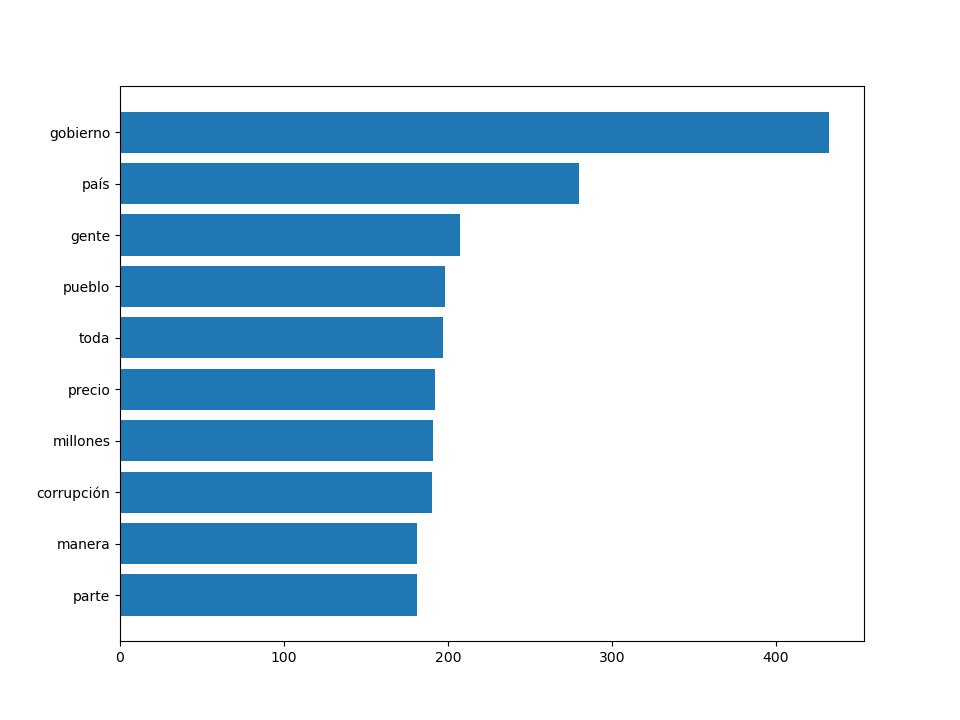 gobierno
país
gente
pueblo
toda
precio
millones
corrupción
manera
parte
0 100 200 300 400